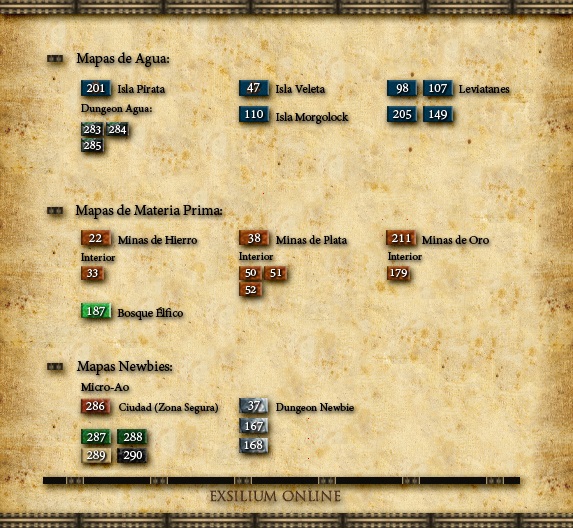 Mapas de Agua:
201 Isla Pirata 47 Isla Veleta 98 107 Leviatanes
Dungeon Agua: 110 Isla Morgolock 205 149
283 284
285
Mapas de Materia Prima:
22 Minas de Hierro 38 Minas de Plata 211 Minas de Oro
Interior Interior Interior
33 50 51 179
52
187 Bosque Élfico
Mapas Newbies:
Micro-Ao
286 Ciudad (Zona Segura) 37 Dungeon Newbie
167
287 288
168
289 290
EXSILIUM ONLINE